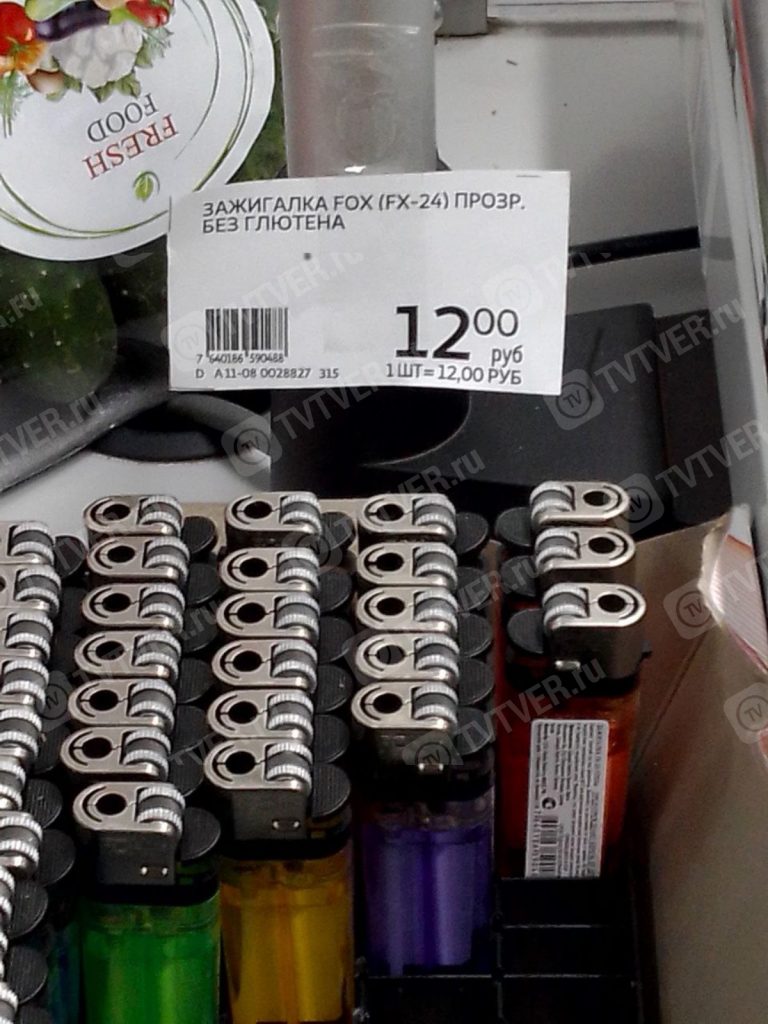 FRESH
FOOD
ЗАЖИГАЛКА FOX (FX-24) ПРОЗР.
БЕЗ ГЛЮТЕНА
12 00
руб
7 640186 590488
D A11-08 0028827 315
1 ШТ = 12,00 РУБ
TVTVER.ru